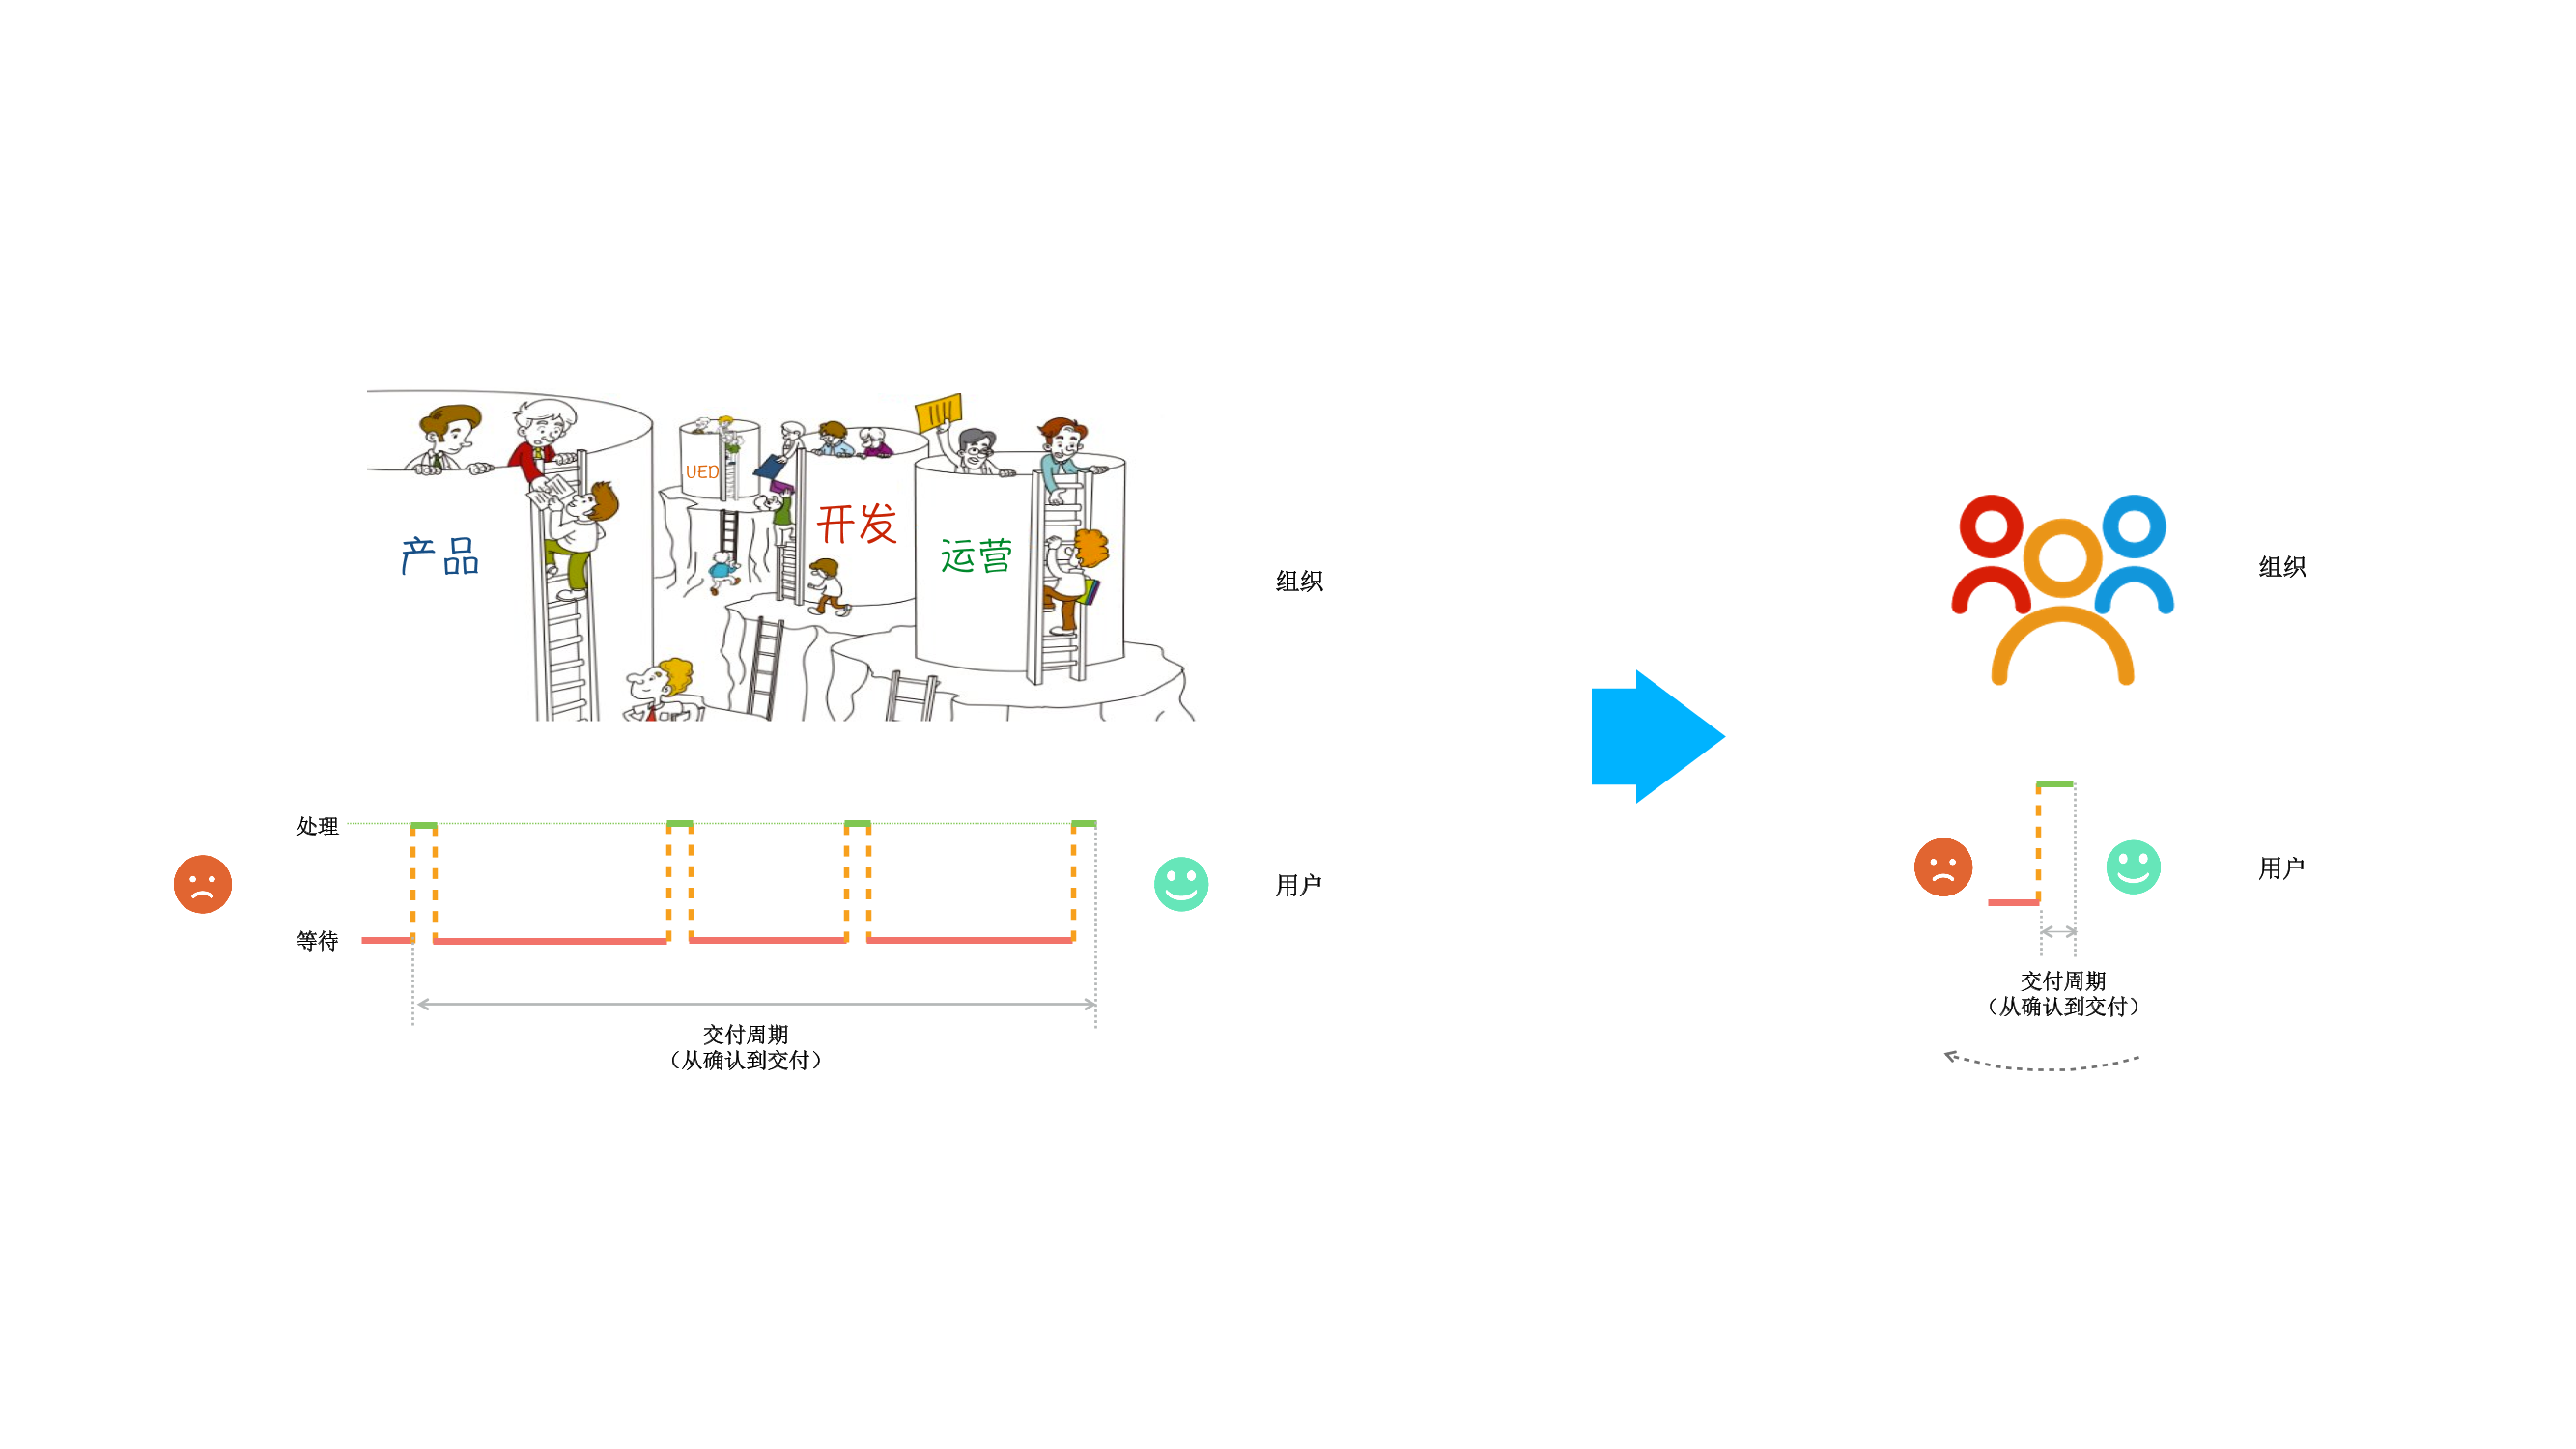 UED
产品
开发
运营
组织
处理
等待
用户
交付周期
（从确认到交付）
组织
用户
交付周期
（从确认到交付）